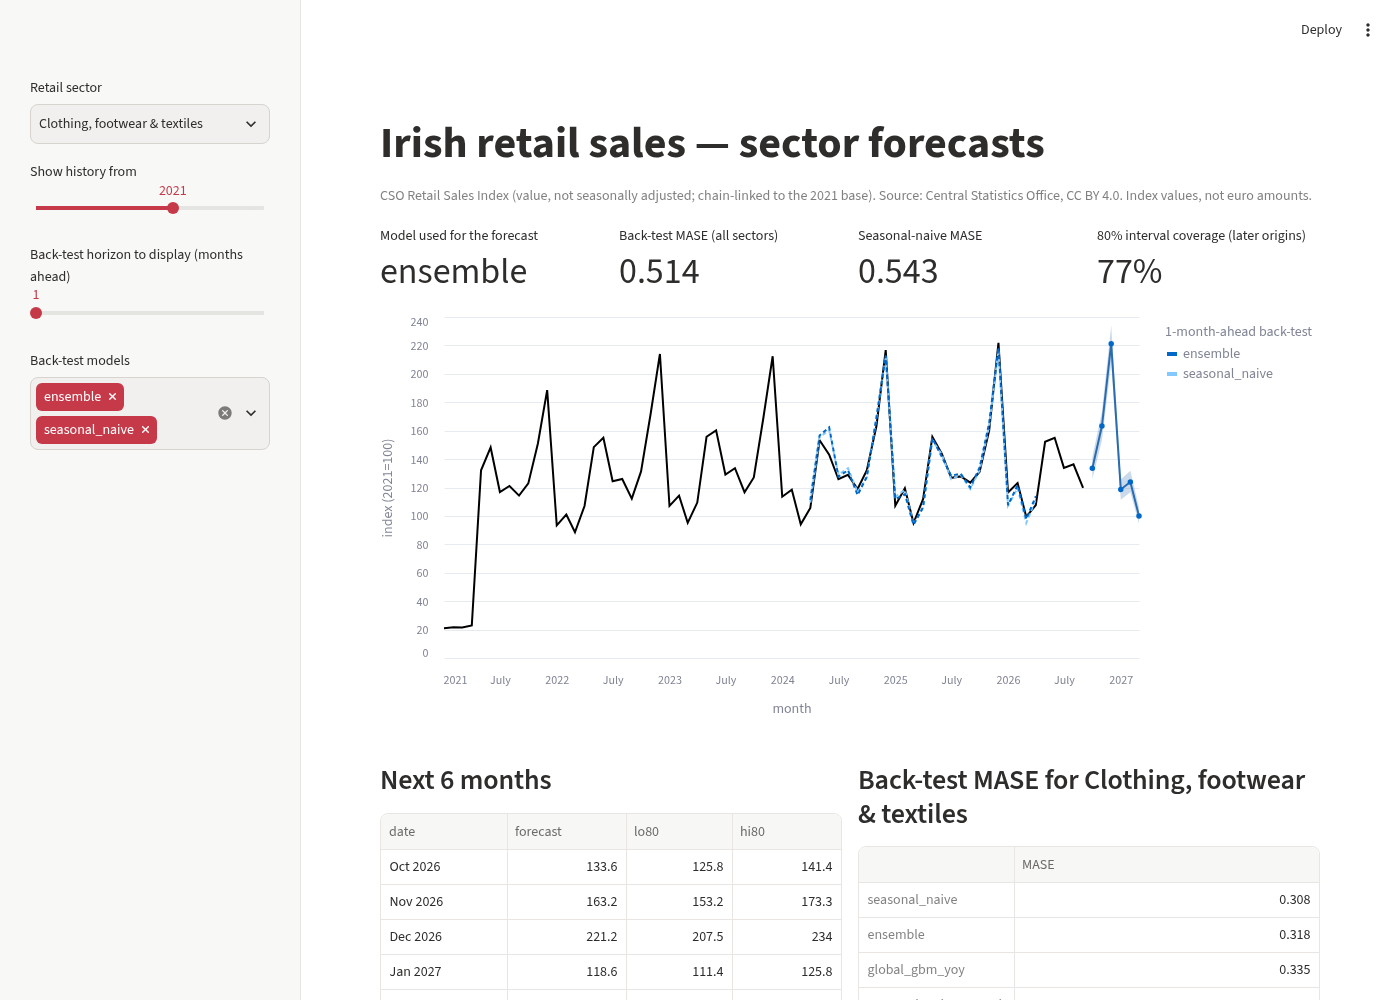 Deploy
Retail sector
Clothing, footwear & textiles
Show history from
2021
Back-test horizon to display (months
ahead)
1
Back-test models
ensemble
seasonal_naive
Irish retail sales — sector forecasts
CSO Retail Sales Index (value, not seasonally adjusted; chain-linked to the 2021 base). Source: Central Statistics Office, CC BY 4.0. Index values, not euro amounts.
Model used for the forecast
ensemble
Back-test MASE (all sectors)
0.514
Seasonal-naive MASE
0.543
80% interval coverage (later origins)
77%
240
220
200
180
160
140
120
100
80
60
40
20
0
index (2021=100)
2021 July 2022 July 2023 July 2024 July 2025 July 2026 July 2027
month
1-month-ahead back-test
ensemble
seasonal_naive
Next 6 months
date forecast lo80 hi80
Oct 2026 133.6 125.8 141.4
Nov 2026 163.2 153.2 173.3
Dec 2026 221.2 207.5 234
Jan 2027 118.6 111.4 125.8
Back-test MASE for Clothing, footwear
& textiles
MASE
seasonal_naive 0.308
ensemble 0.318
global_gbm_yoy 0.335